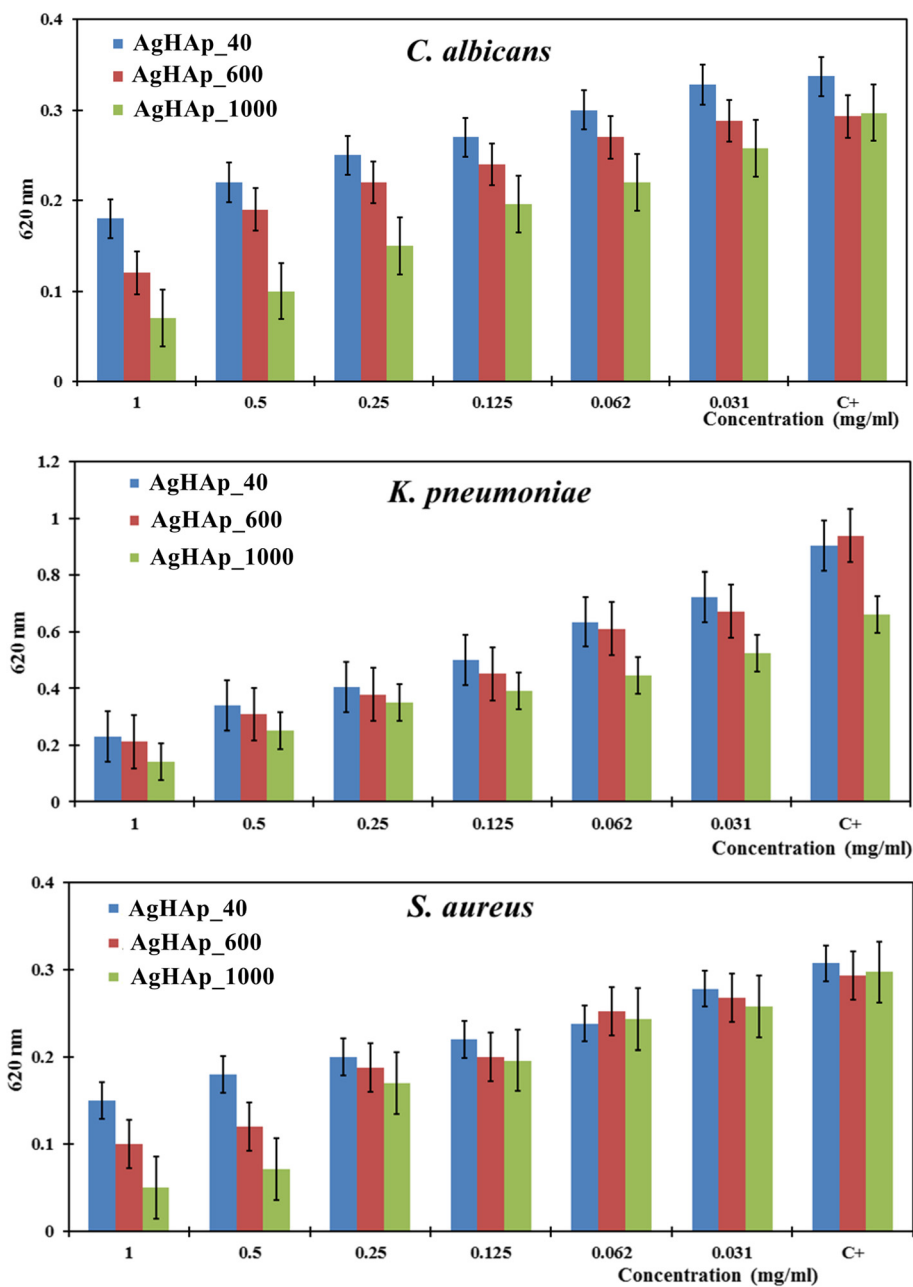 C. albicans
AgHAp_40
AgHAp_600
AgHAp_1000
620 nm
0.4
0.3
0.2
0.1
0
1 0.5 0.25 0.125 0.062 0.031 C+
Concentration (mg/ml)
K. pneumoniae
AgHAp_40
AgHAp_600
AgHAp_1000
620 nm
1.2
1
0.8
0.6
0.4
0.2
0
1 0.5 0.25 0.125 0.062 0.031 C+
Concentration (mg/ml)
S. aureus
AgHAp_40
AgHAp_600
AgHAp_1000
620 nm
0.4
0.3
0.2
0.1
0
1 0.5 0.25 0.125 0.062 0.031 C+
Concentration (mg/ml)